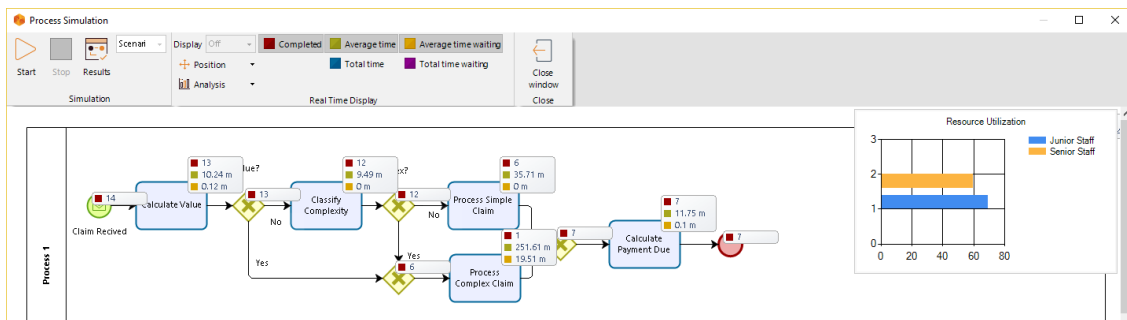 Process Simulation
Start
Stop
Results
Scenari
Simulation
Display Off
Position
Analysis
Completed
Average time
Average time waiting
Total time
Total time waiting
Real Time Display
Close
window
Close
Resource Utilization
3
2
1
0
0 20 40 60 80
Junior Staff
Senior Staff
Process 1
14
Claim Recived
13
10.24 m
0.12 m
Calculate Value
lue?
13
No
Yes
12
9.49 m
0 m
Classify
Complexity
ex?
12
No
Yes
6
35.71 m
0 m
Process Simple
Claim
6
1
251.61 m
19.51 m
Process
Complex Claim
7
7
11.75 m
0.1 m
Calculate
Payment Due
7